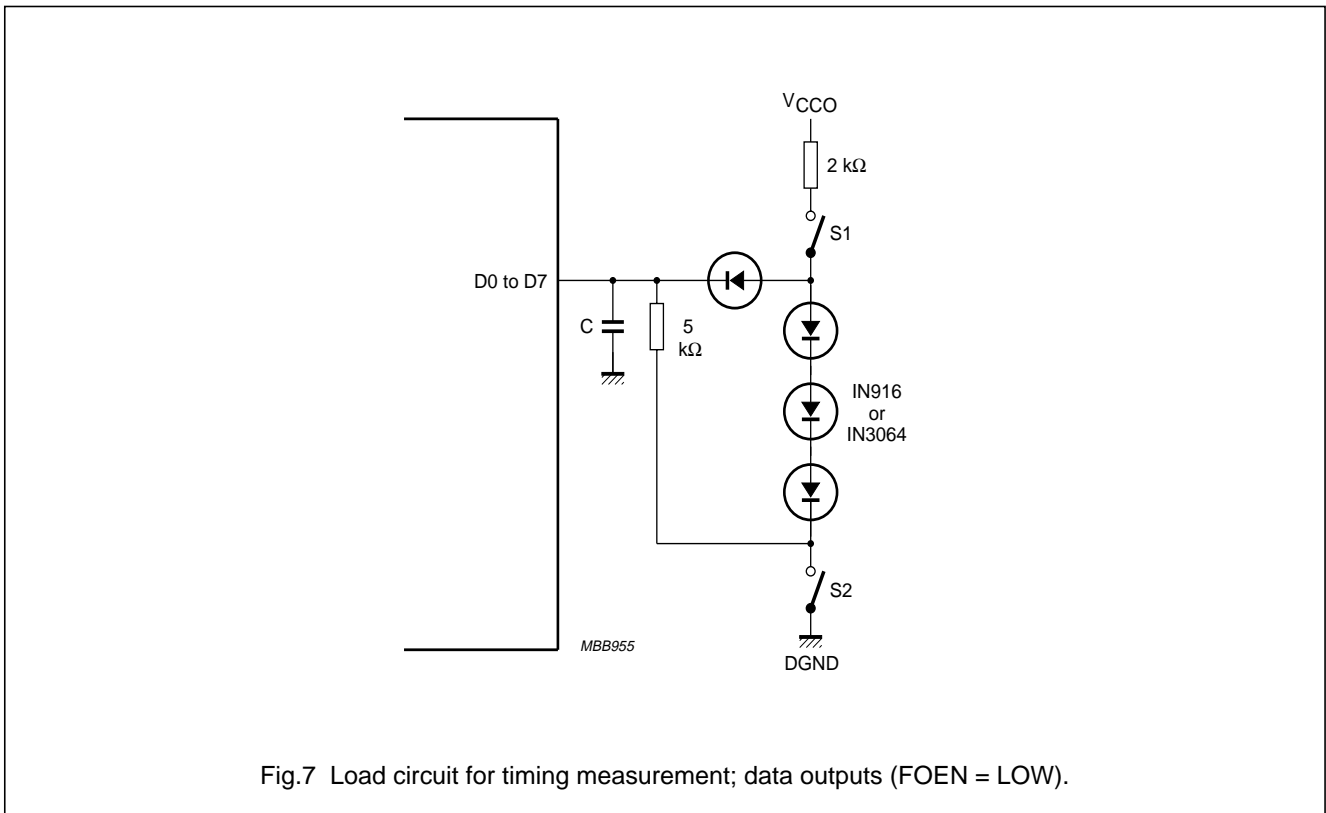 VCCO
2 kΩ
S1
D0 to D7
C
5
kΩ
IN916
or
IN3064
S2
MBB955
DGND
Fig.7 Load circuit for timing measurement; data outputs (FOEN = LOW).